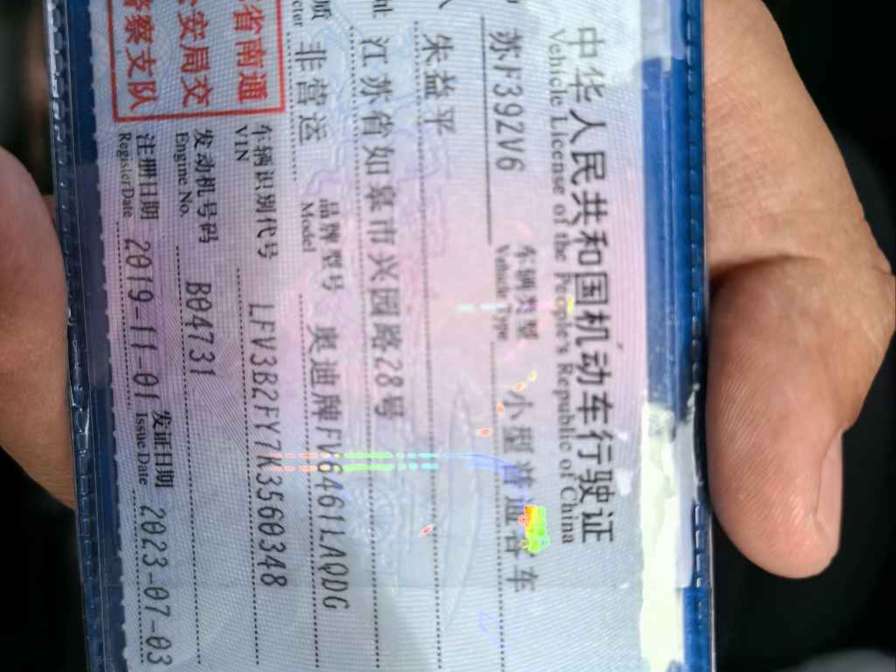 中华人民共和国机动车行驶证
Vehicle License of the People's Republic of China
苏F39ZV6 车辆类型 小型普通客车
Vehicle Type
朱益平
址 江苏省如皋市兴园路28号
质 非营运 品牌型号 奥迪牌FV6461LAQDG
cter Model
省南通 车辆识别代号 LFV3B2FY7K3560348
VIN
安局交 发动机号码 B04731
Engine No.
警察支队 注册日期 2019-11-01 发证日期 2023-07-03
Register Date Issue Date